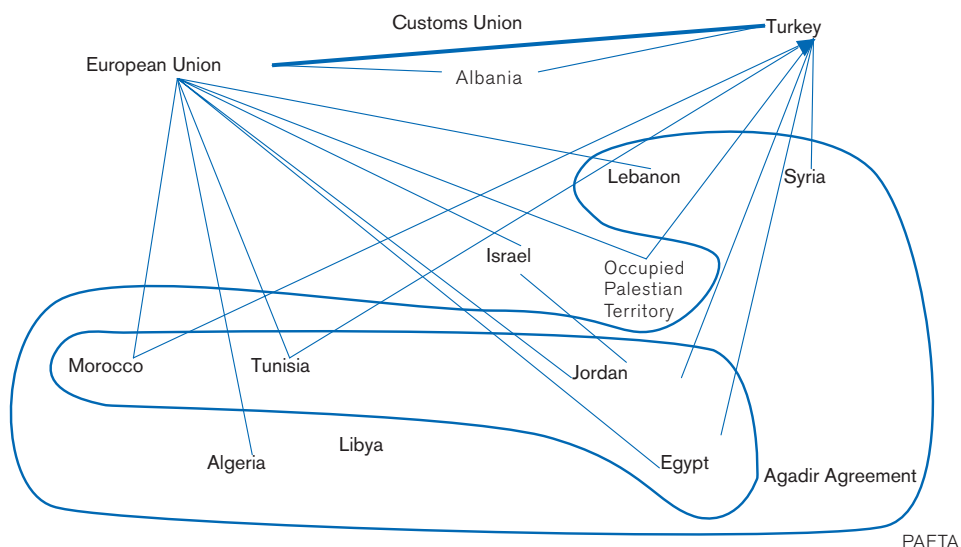 Customs Union
Turkey
European Union
Albania
Lebanon
Syria
Israel
Occupied
Palestian
Territory
Morocco
Tunisia
Jordan
Libya
Algeria
Egypt
Agadir Agreement
PAFTA